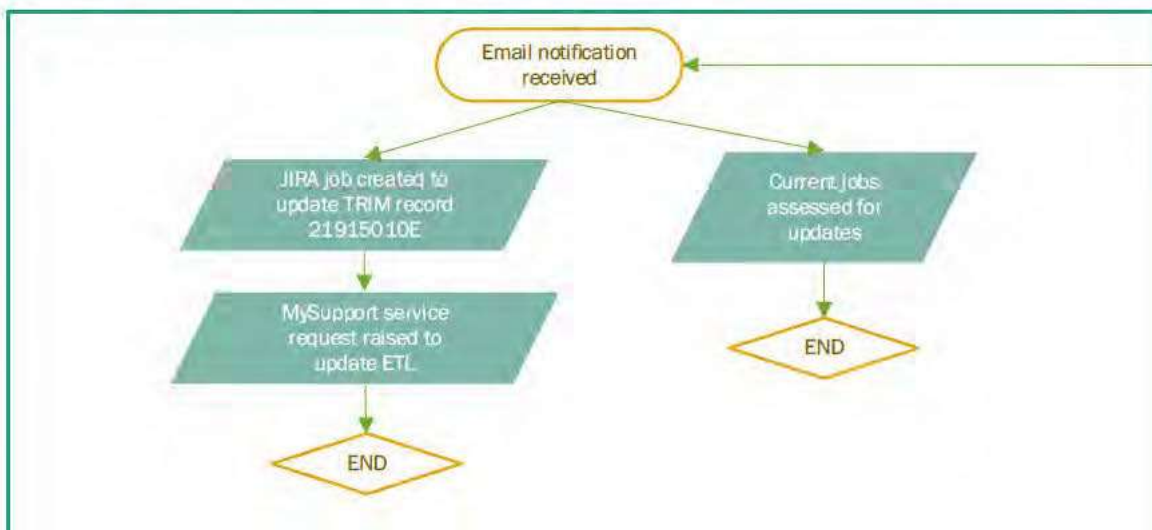 Email notification
received
JIRA job created to
update TRIM record
21915010E
Current jobs
assessed for
updates
MySupport service
request raised to
update ETL
END
END